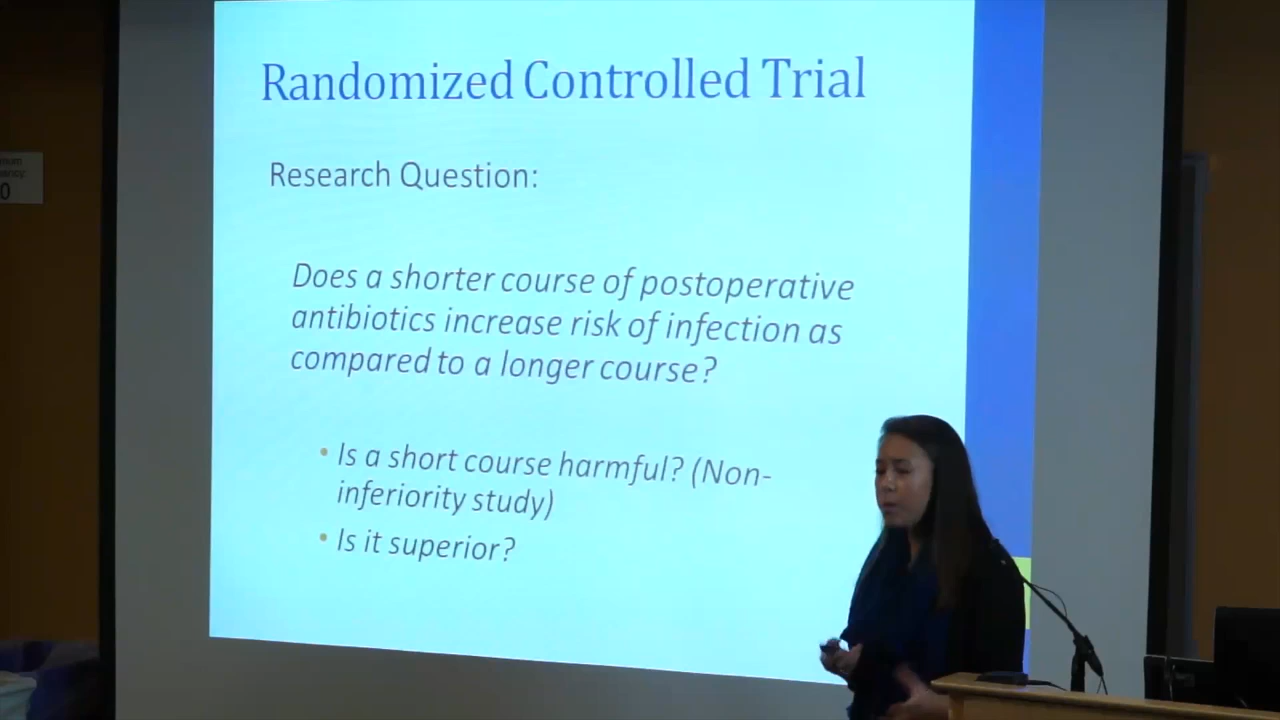 Randomized Controlled Trial
Research Question:
Does a shorter course of postoperative
antibiotics increase risk of infection as
compared to a longer course?
• Is a short course harmful? (Non-
inferiority study)
• Is it superior?
0